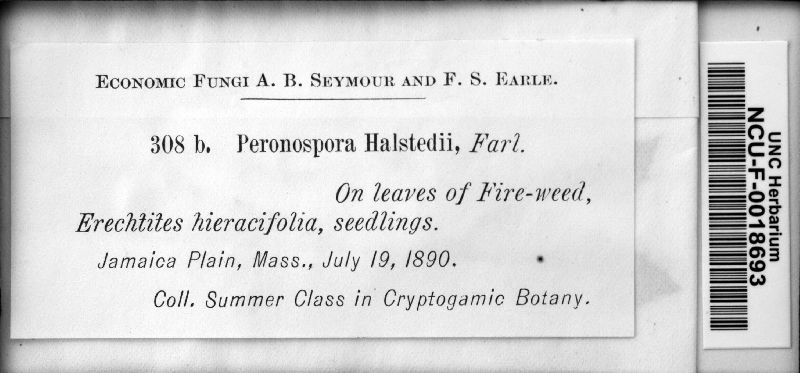 Economic Fungi A. B. Seymour and F. S. Earle.
308 b. Peronospora Halstedii, Farl.
On leaves of Fire-weed,
Erechtites hieracifolia, seedlings.
Jamaica Plain, Mass., July 19, 1890.
Coll. Summer Class in Cryptogamic Botany.
UNC Herbarium
NCU-F-0018693